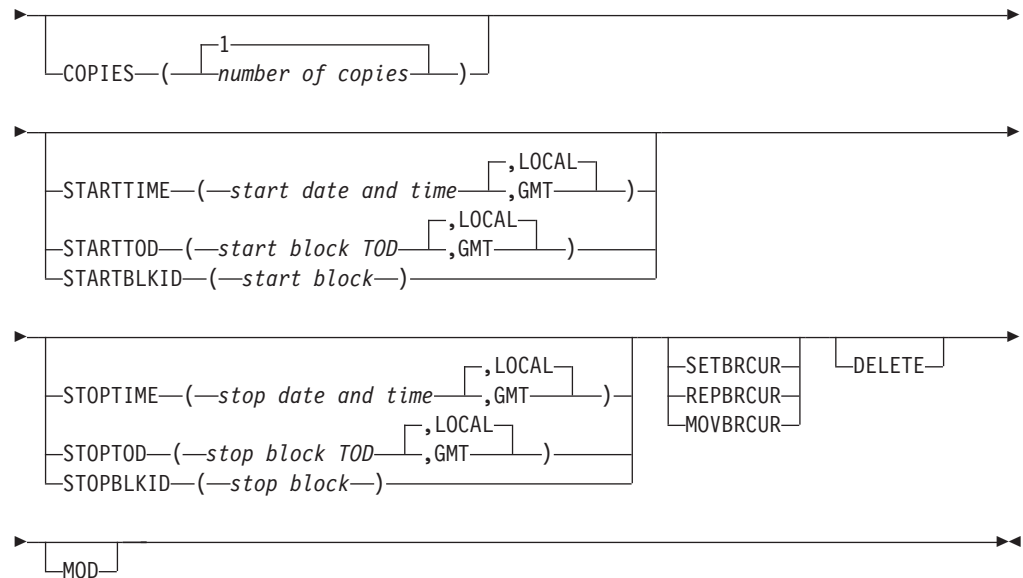 1
COPIES ( number of copies )
,LOCAL
STARTTIME ( start date and time ,GMT )
,LOCAL
STARTTOD ( start block TOD ,GMT )
STARTBLKID ( start block )
,LOCAL SETBRCUR DELETE
STOPTIME ( stop date and time ,GMT ) REPBRCUR
,LOCAL MOVBRCUR
STOPTOD ( stop block TOD ,GMT )
STOPBLKID ( stop block )
MOD